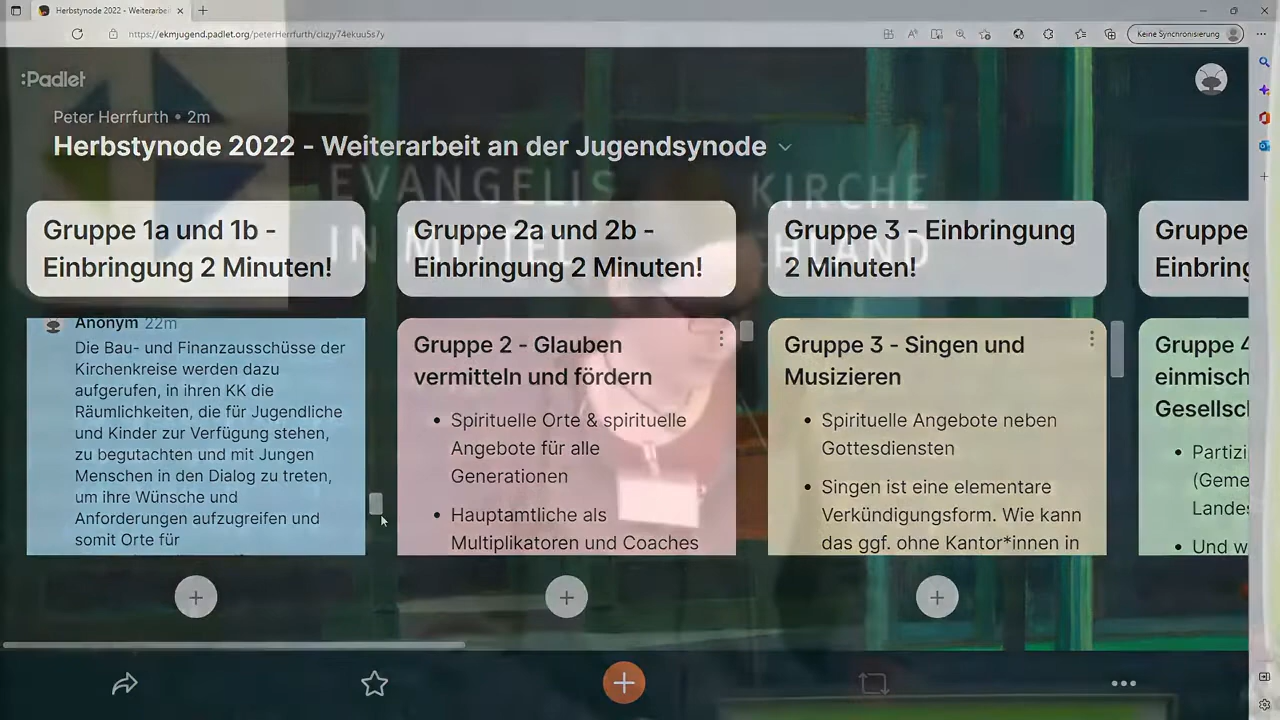 Herbstynode 2022 - Weiterarbei
https://ekmjugend.padlet.org/peterHerrfurth/
Keine Synchronisierung
:Padlet
Peter Herrfurth • 2m
Herbstynode 2022 - Weiterarbeit an der Jugendsynode
EVANGELIS KIRCHE
IN MITTEL CHLAND
Gruppe 1a und 1b -
Einbringung 2 Minuten!
Anonym 22m
Die Bau- und Finanzausschüsse der
Kirchenkreise werden dazu
aufgerufen, in ihren KK die
Räumlichkeiten, die für Jugendliche
und Kinder zur Verfügung stehen,
zu begutachten und mit Jungen
Menschen in den Dialog zu treten,
um ihre Wünsche und
Anforderungen aufzugreifen und
somit Orte für
Gruppe 2a und 2b -
Einbringung 2 Minuten!
Gruppe 2 - Glauben
vermitteln und fördern
• Spirituelle Orte & spirituelle
Angebote für alle
Generationen
• Hauptamtliche als
Multiplikatoren und Coaches
Gruppe 3 - Einbringung
2 Minuten!
Gruppe 3 - Singen und
Musizieren
• Spirituelle Angebote neben
Gottesdiensten
• Singen ist eine elementare
Verkündigungsform. Wie kann
das ggf. ohne Kantor*innen in
Gruppe
Einbring
Gruppe 4
einmisch
Gesellsc
• Partizi
(Geme
Landes
• Und w